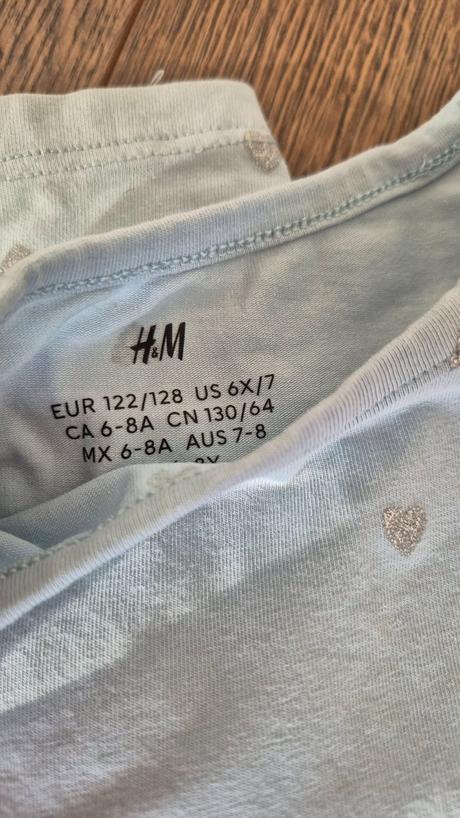 H&M
EUR 122/128 US 6X/7
CA 6-8A CN 130/64
MX 6-8A AUS 7-8